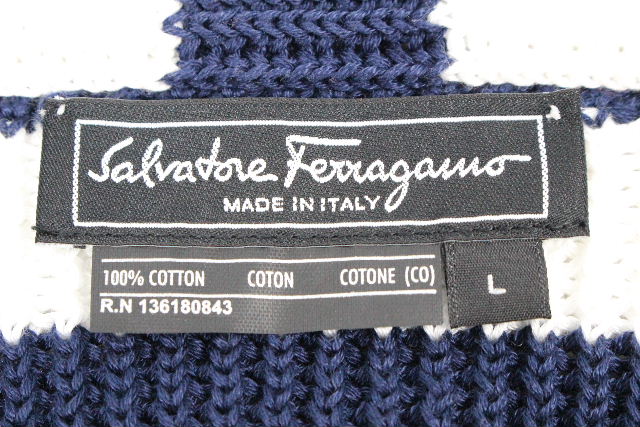 Salvatore Ferragamo
MADE IN ITALY
100% COTTON COTON COTONE (CO)
R.N 136180843
L